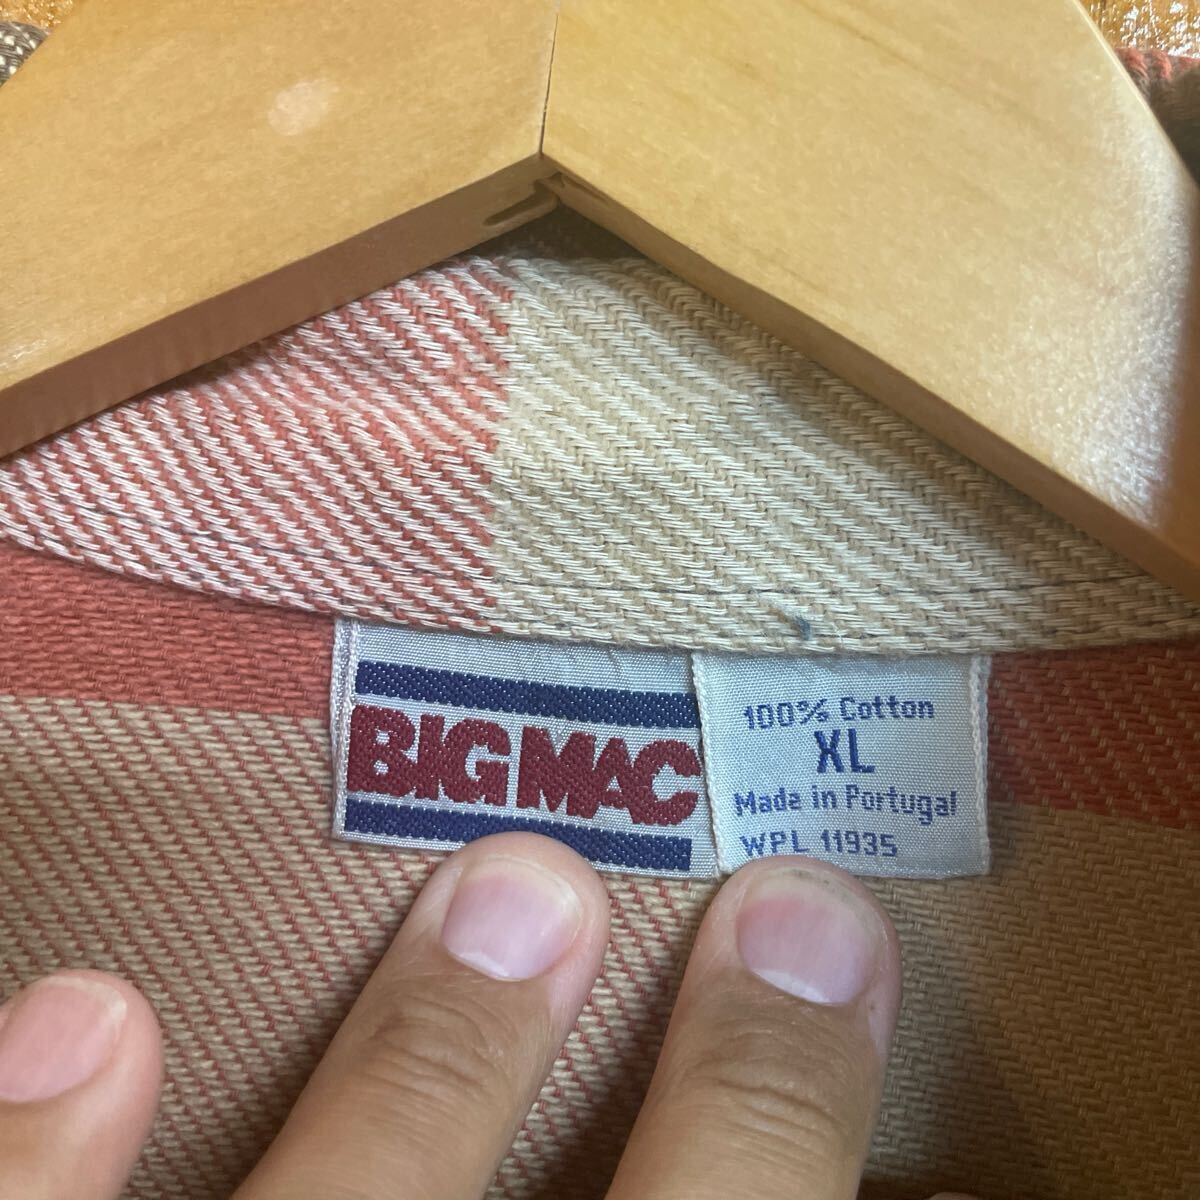 BIG MAC
100% Cotton
XL
Made in Portugal
WPL 11935